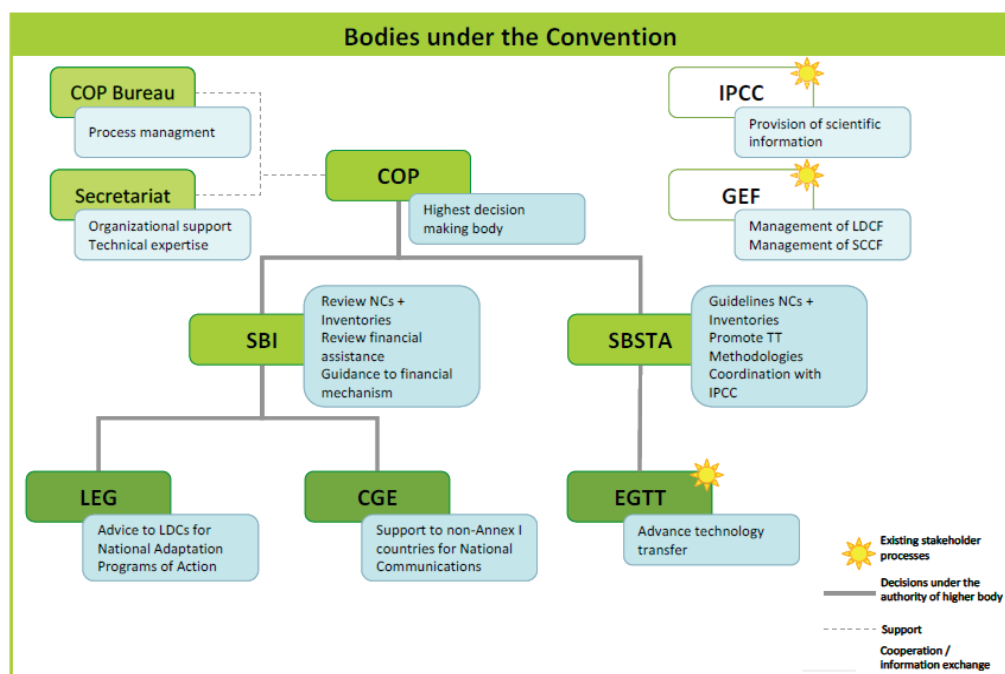 Bodies under the Convention
COP Bureau
Process managment
Secretariat
Organizational support
Technical expertise
COP
Highest decision
making body
IPCC
Provision of scientific
information
GEF
Management of LDCF
Management of SCCF
SBI
Review NCs +
Inventories
Review financial
assistance
Guidance to financial
mechanism
SBSTA
Guidelines NCs +
Inventories
Promote TT
Methodologies
Coordination with
IPCC
LEG
Advice to LDCs for
National Adaptation
Programs of Action
CGE
Support to non-Annex I
countries for National
Communications
EGTT
Advance technology
transfer
Existing stakeholder
processes
Decisions under the
authority of higher body
Support
Cooperation /
information exchange